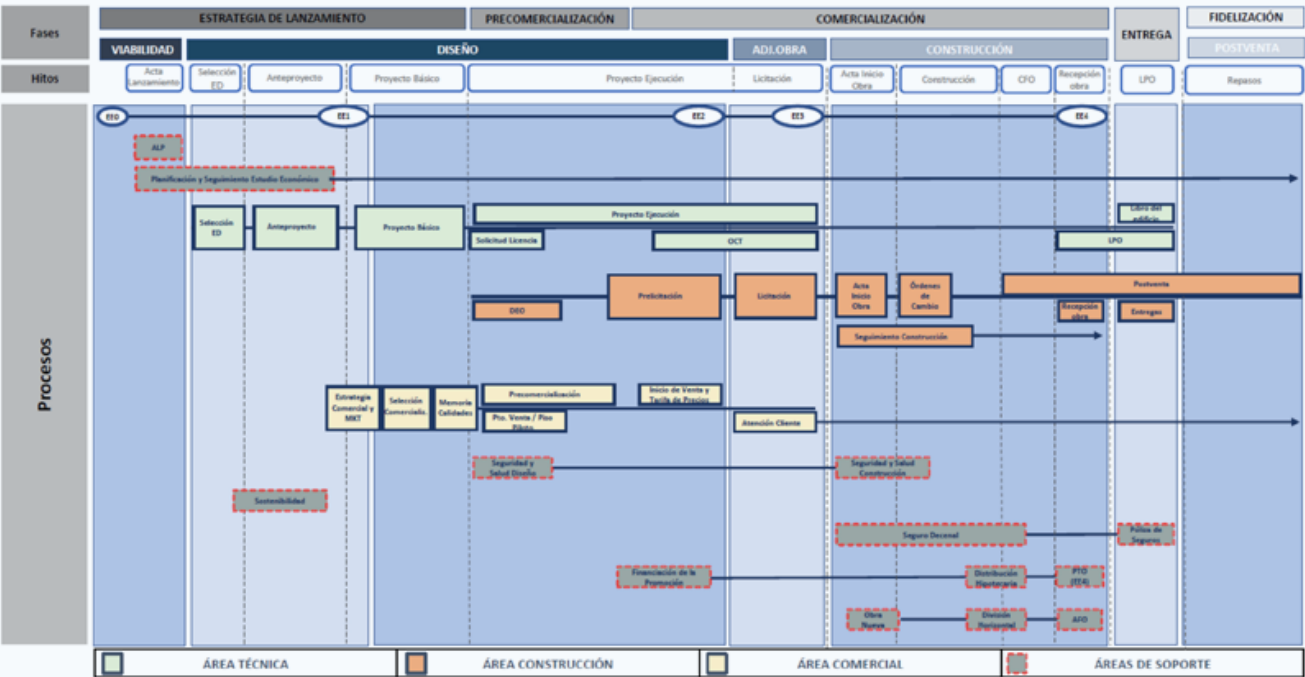 Fases
ESTRATEGIA DE LANZAMIENTO
PRECOMERCIALIZACIÓN
COMERCIALIZACIÓN
ENTREGA
FIDELIZACIÓN
VIABILIDAD
DISEÑO
ADJ.OBRA
CONSTRUCCIÓN
POSTVENTA
Hitos
Acta
Lanzamiento
Selección
ED
Anteproyecto
Proyecto Básico
Proyecto Ejecución
Licitación
Acta Inicio
Obra
Construcción
CFO
Recepción
obra
LPO
Repasos
Procesos
EE0
EE1
EE2
EE3
EE4
ALP
Planificación y Seguimiento Estudio Económico
Selección
ED
Anteproyecto
Proyecto Básico
Proyecto Ejecución
Solicitud Licencia
OCT
Libro del
edificio
LPO
DEO
Prelicitación
Licitación
Acta
Inicio
Obra
Órdenes
de
Cambio
Postventa
Recepción
obra
Entregas
Seguimiento Construcción
Estrategia
Comercial y
MKT
Selección
Comercializ.
Memoria
Calidades
Precomercialización
Pto. Venta / Piso
Piloto
Inicio de Venta y
Tarifa de Precios
Atención Cliente
Seguridad y
Salud Diseño
Seguridad y Salud
Construcción
Sostenibilidad
Seguro Decenal
Póliza de
Seguros
Financiación de la
Promoción
Distribución
Hipotecaria
PTO
(EE4)
Obra
Nueva
División
Horizontal
AFO
ÁREA TÉCNICA
ÁREA CONSTRUCCIÓN
ÁREA COMERCIAL
ÁREAS DE SOPORTE